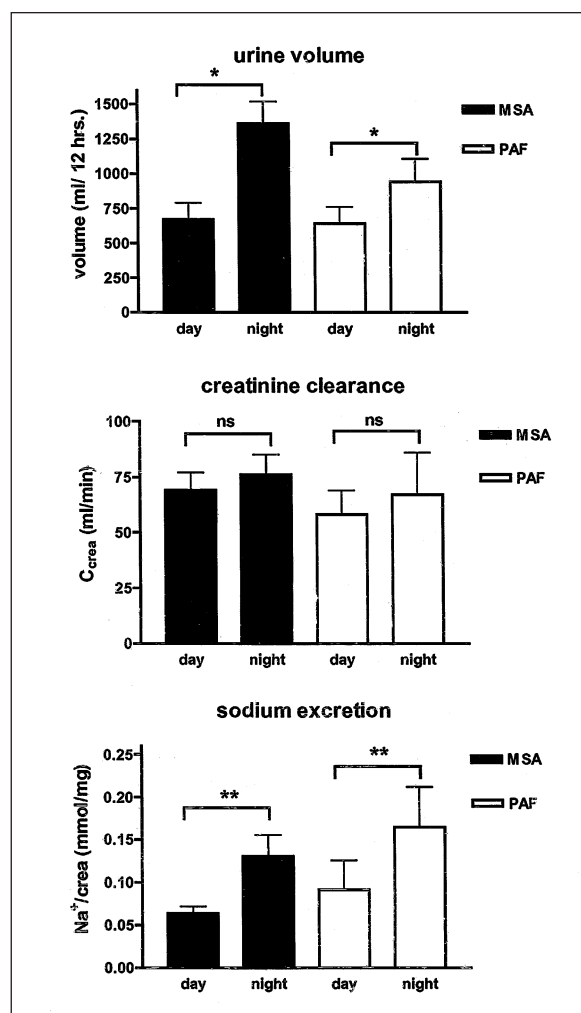 urine volume
*
*
1500
1250
1000
750
500
250
0
volume (ml/ 12 hrs.)
MSA
PAF
day night day night
creatinine clearance
ns
ns
100
75
50
25
0
C_crea (ml/min)
MSA
PAF
day night day night
sodium excretion
**
**
0.25
0.20
0.15
0.10
0.05
0.00
Na⁺/crea (mmol/mg)
MSA
PAF
day night day night